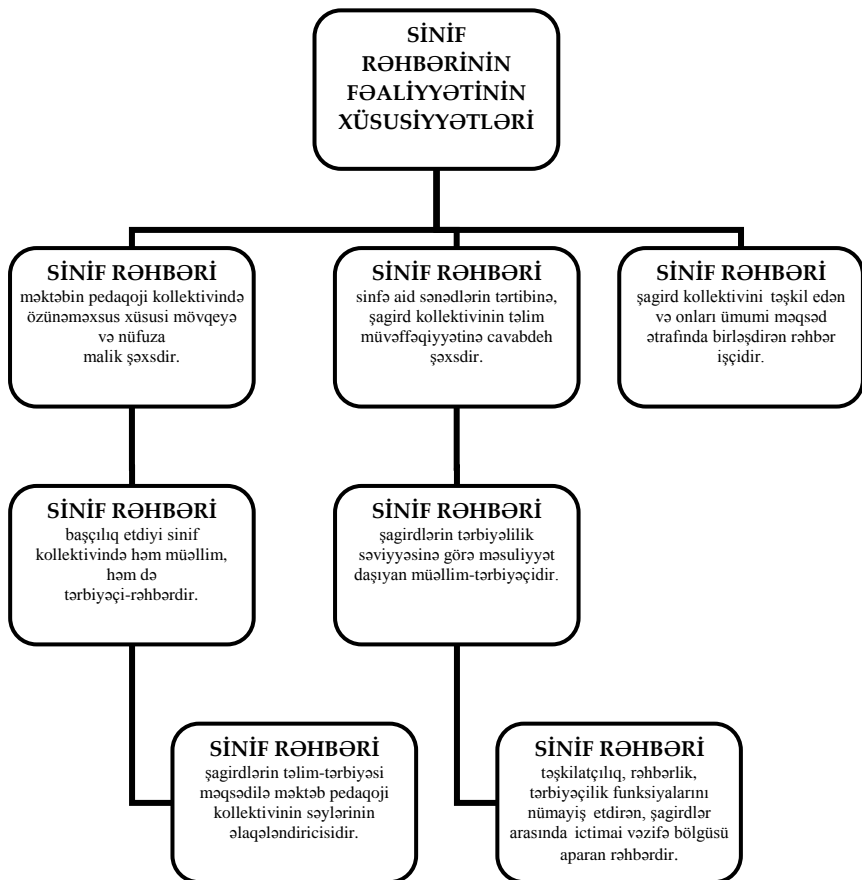 SİNİF
RƏHBƏRİNİN
FƏALİYYƏTİNİN
XÜSUSİYYƏTLƏRİ
SİNİF RƏHBƏRİ
məktəbin pedaqoji kollektivində
özünəməxsus xüsusi mövqeyə
və nüfuza
malik şəxsdir.
SİNİF RƏHBƏRİ
sinfə aid sənədlərin tərtibinə,
şagird kollektivinin təlim
müvəffəqiyyətinə cavabdeh
şəxsdir.
SİNİF RƏHBƏRİ
şagird kollektivini təşkil edən
və onları ümumi məqsəd
ətrafında birləşdirən rəhbər
işçidir.
SİNİF RƏHBƏRİ
başçılıq etdiyi sinif
kollektivində həm müəllim,
həm də
tərbiyəçi-rəhbərdir.
SİNİF RƏHBƏRİ
şagirdlərin tərbiyəlilik
səviyyəsinə görə məsuliyyət
daşıyan müəllim-tərbiyəçidir.
SİNİF RƏHBƏRİ
şagirdlərin təlim-tərbiyəsi
məqsədilə məktəb pedaqoji
kollektivinin səylərinin
əlaqələndiricisidir.
SİNİF RƏHBƏRİ
təşkilatçılıq, rəhbərlik,
tərbiyəçilik funksiyalarını
nümayiş etdirən, şagirdlər
arasında ictimai vəzifə bölgüsü
aparan rəhbərdir.